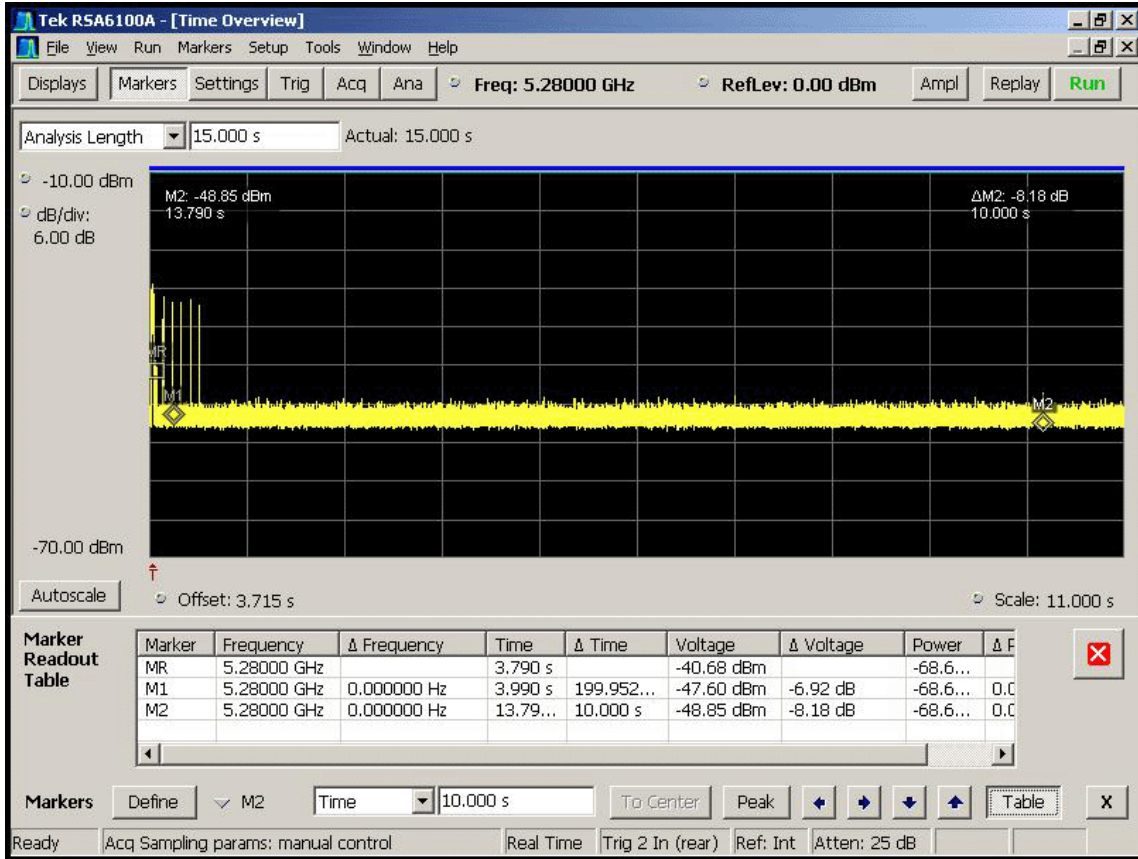 Tek RSA6100A - [Time Overview]
File View Run Markers Setup Tools Window Help
Displays Markers Settings Trig Acq Ana Freq: 5.28000 GHz RefLev: 0.00 dBm Ampl Replay Run
Analysis Length 15.000 s Actual: 15.000 s
-10.00 dBm
dB/div:
6.00 dB
M2: -48.85 dBm
13.790 s
ΔM2: -8.18 dB
10.000 s
MR
M1
M2
-70.00 dBm
T
Autoscale Offset: 3.715 s Scale: 11.000 s
Marker
Readout
Table
Marker Frequency Δ Frequency Time Δ Time Voltage Δ Voltage Power Δ
MR 5.28000 GHz 3.790 s -40.68 dBm -68.6...
M1 5.28000 GHz 0.000000 Hz 3.990 s 199.952... -47.60 dBm -6.92 dB -68.6... 0.0
M2 5.28000 GHz 0.000000 Hz 13.79... 10.000 s -48.85 dBm -8.18 dB -68.6... 0.0
Markers Define M2 Time 10.000 s To Center Peak Table X
Ready Acq Sampling params: manual control Real Time Trig 2 In (rear) Ref: Int Atten: 25 dB